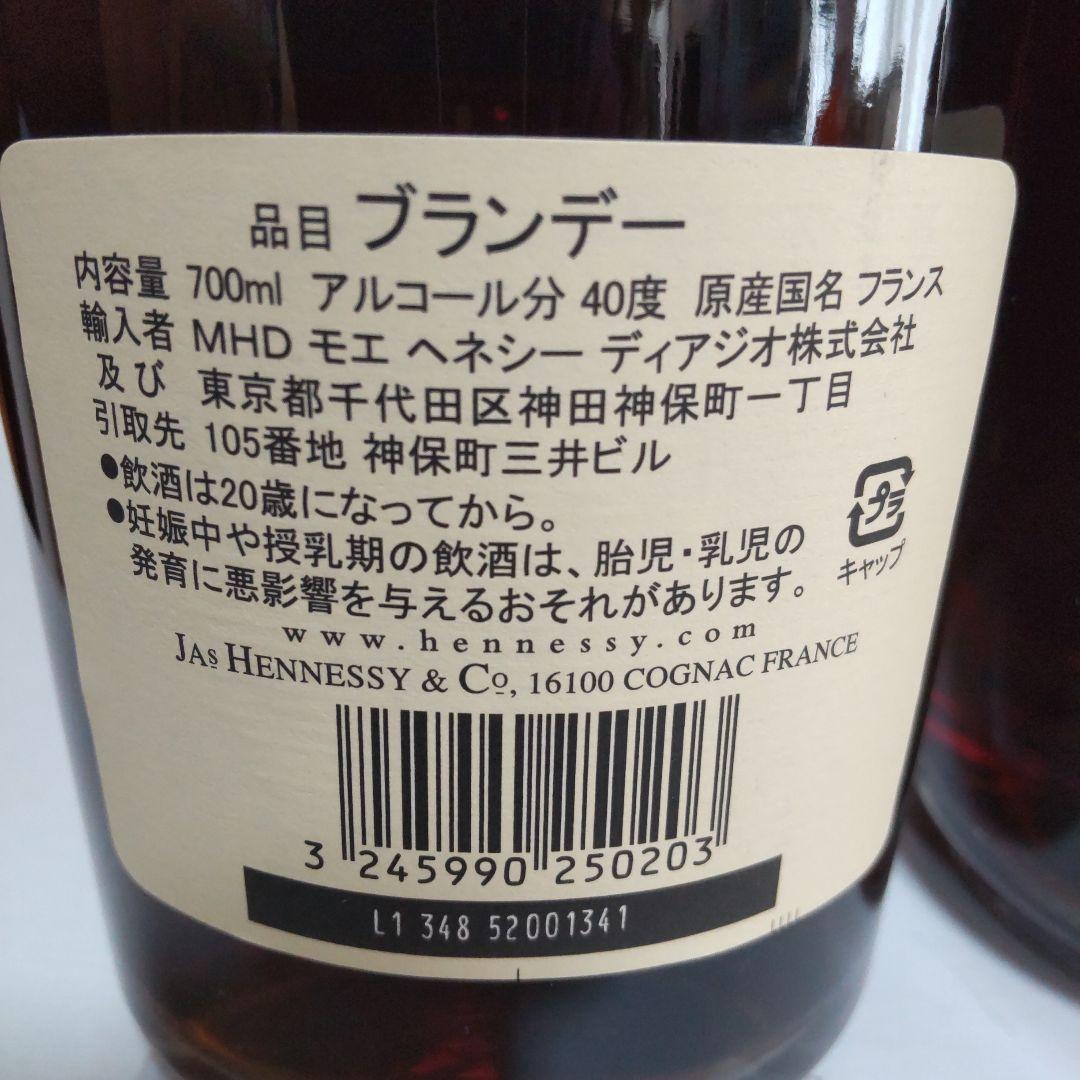 品目 ブランデー
内容量 700ml アルコール分 40度 原産国名 フランス
輸入者 MHD モエ ヘネシー ディアジオ株式会社
及び 東京都千代田区神田神保町一丁目
引取先 105番地 神保町三井ビル
●飲酒は20歳になってから。
●妊娠中や授乳期の飲酒は、胎児・乳児の
発育に悪影響を与えるおそれがあります。
プラ
キャップ
www.hennessy.com
JAS HENNESSY & Co, 16100 COGNAC FRANCE
3 245990 250203
L1 348 52001341